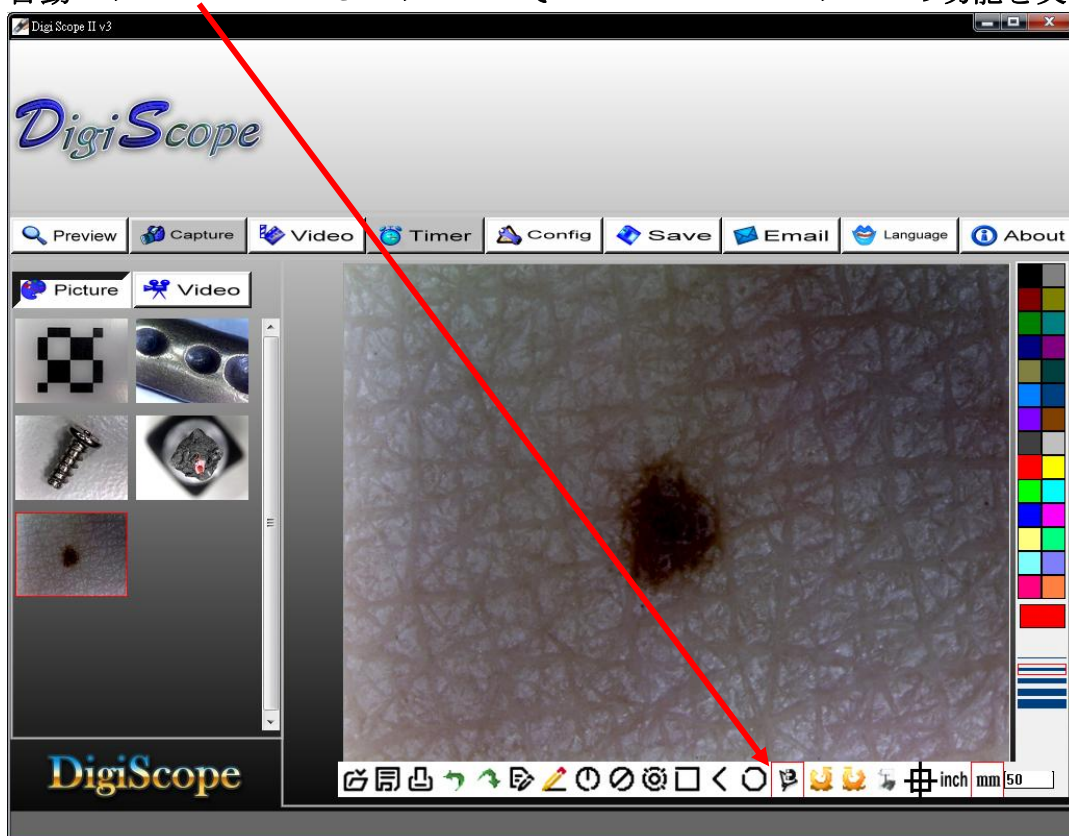 Digi Scope II v3
DigiScope
Preview Capture Video Timer Config Save Email Language About
Picture Video
DigiScope
inch mm 50